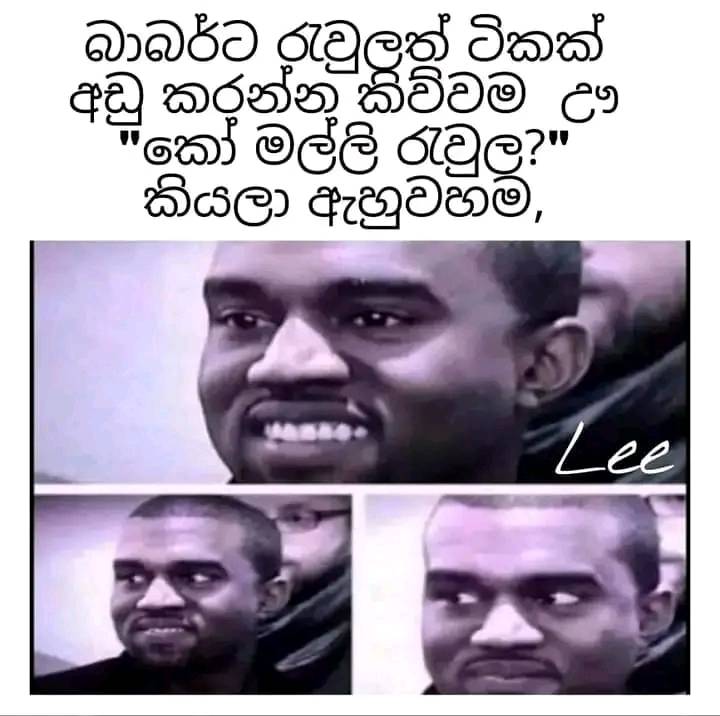 බාබර්ට රැවුලත් ටිකක්
අඩු කරන්න කිව්වම ඌ
"කෝ මල්ලි රැවුල?"
කියලා ඇහුවහම,
Lee